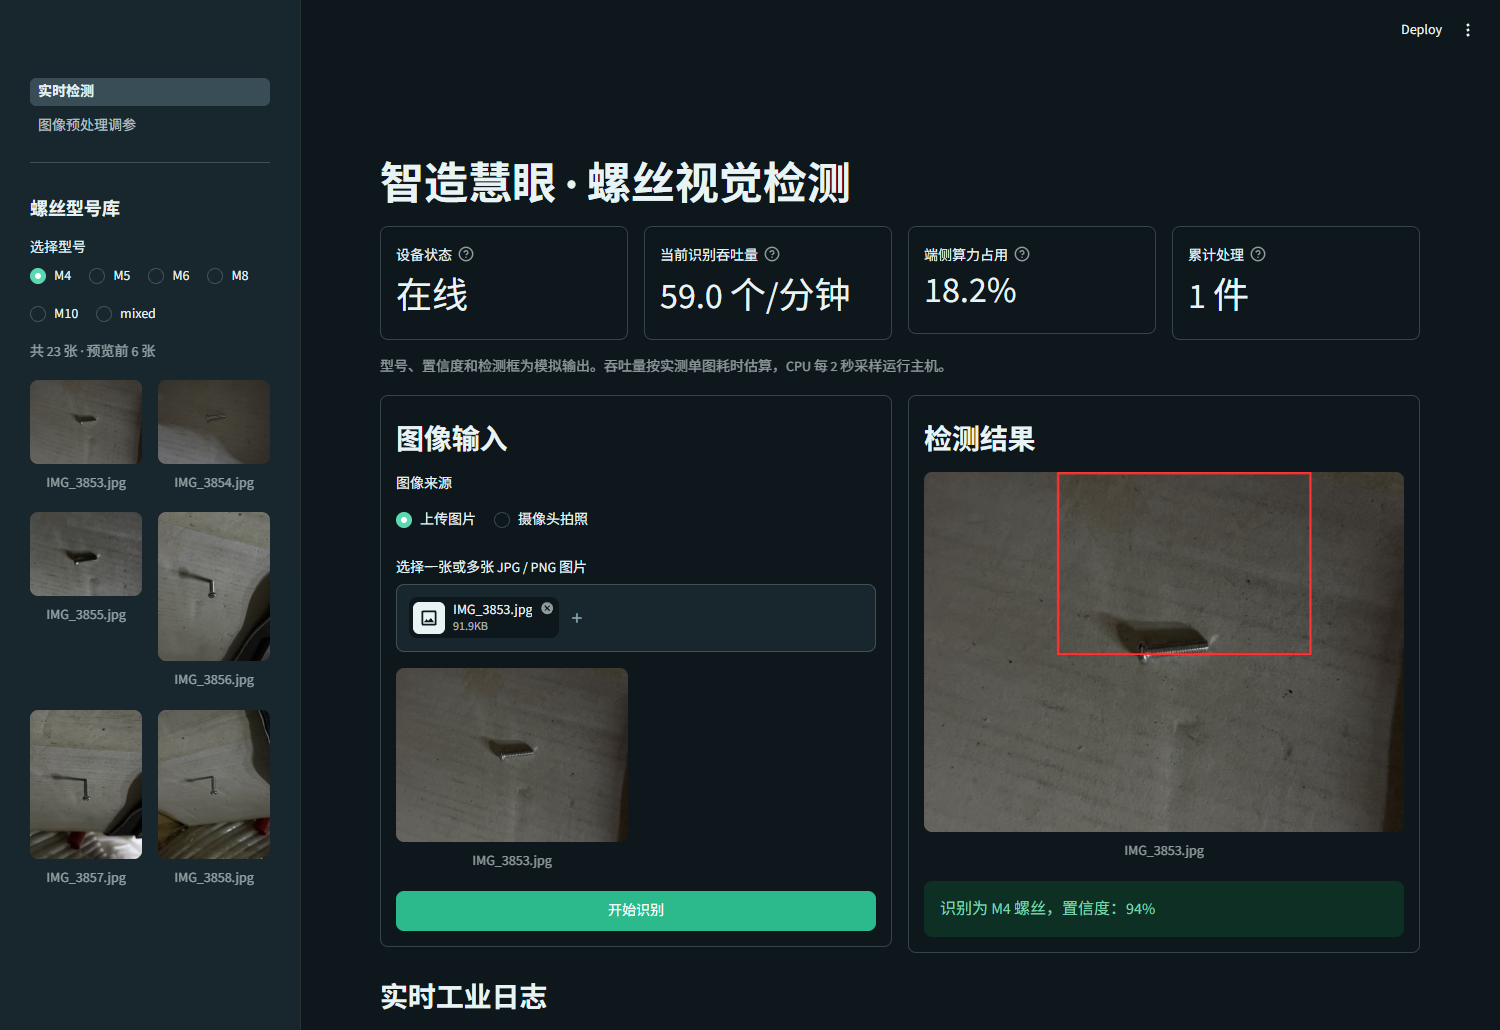 Deploy
实时检测
图像预处理调参
螺丝型号库
选择型号
M4 M5 M6 M8
M10 mixed
共 23 张 · 预览前 6 张
IMG_3853.jpg IMG_3854.jpg
IMG_3855.jpg
IMG_3856.jpg
IMG_3857.jpg IMG_3858.jpg
智造慧眼 · 螺丝视觉检测
设备状态
在线
当前识别吞吐量
59.0 个/分钟
端侧算力占用
18.2%
累计处理
1 件
型号、置信度和检测框为模拟输出。吞吐量按实测单图耗时估算，CPU 每 2 秒采样运行主机。
图像输入
图像来源
上传图片 摄像头拍照
选择一张或多张 JPG / PNG 图片
IMG_3853.jpg
91.9KB
IMG_3853.jpg
开始识别
检测结果
IMG_3853.jpg
识别为 M4 螺丝，置信度：94%
实时工业日志